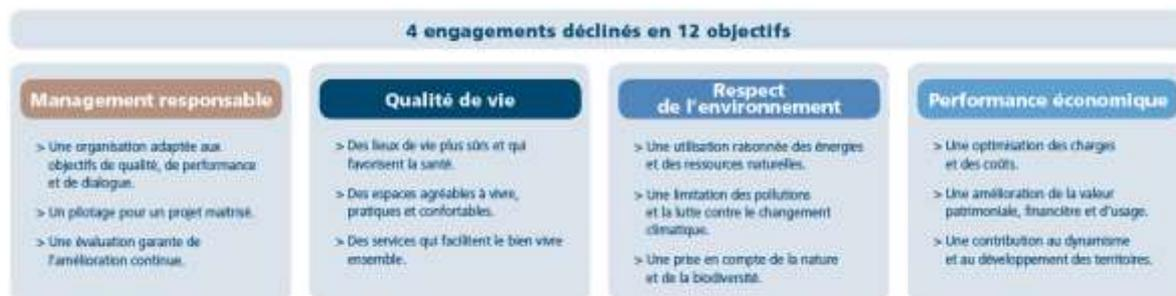 4 engagements déclinés en 12 objectifs
Management responsable
> Une organisation adaptée aux
objectifs de qualité, de performance
et de dialogue.
> Un pilotage pour un projet maitrisé.
> Une évaluation garante de
l'amélioration continue.
Qualité de vie
> Des lieux de vie plus sûrs et qui
favorisent la santé.
> Des espaces agréables à vivre,
pratiques et confortables.
> Des services qui facilitent le bien vivre
ensemble.
Respect
de l'environnement
> Une utilisation raisonnée des énergies
et des ressources naturelles.
> Une limitation des pollutions
et la lutte contre le changement
climatique.
> Une prise en compte de la nature
et de la biodiversité.
Performance économique
> Une optimisation des charges
et des coûts.
> Une amélioration de la valeur
patrimoniale, financière et d'usage.
> Une contribution au dynamisme
et au développement des territoires.